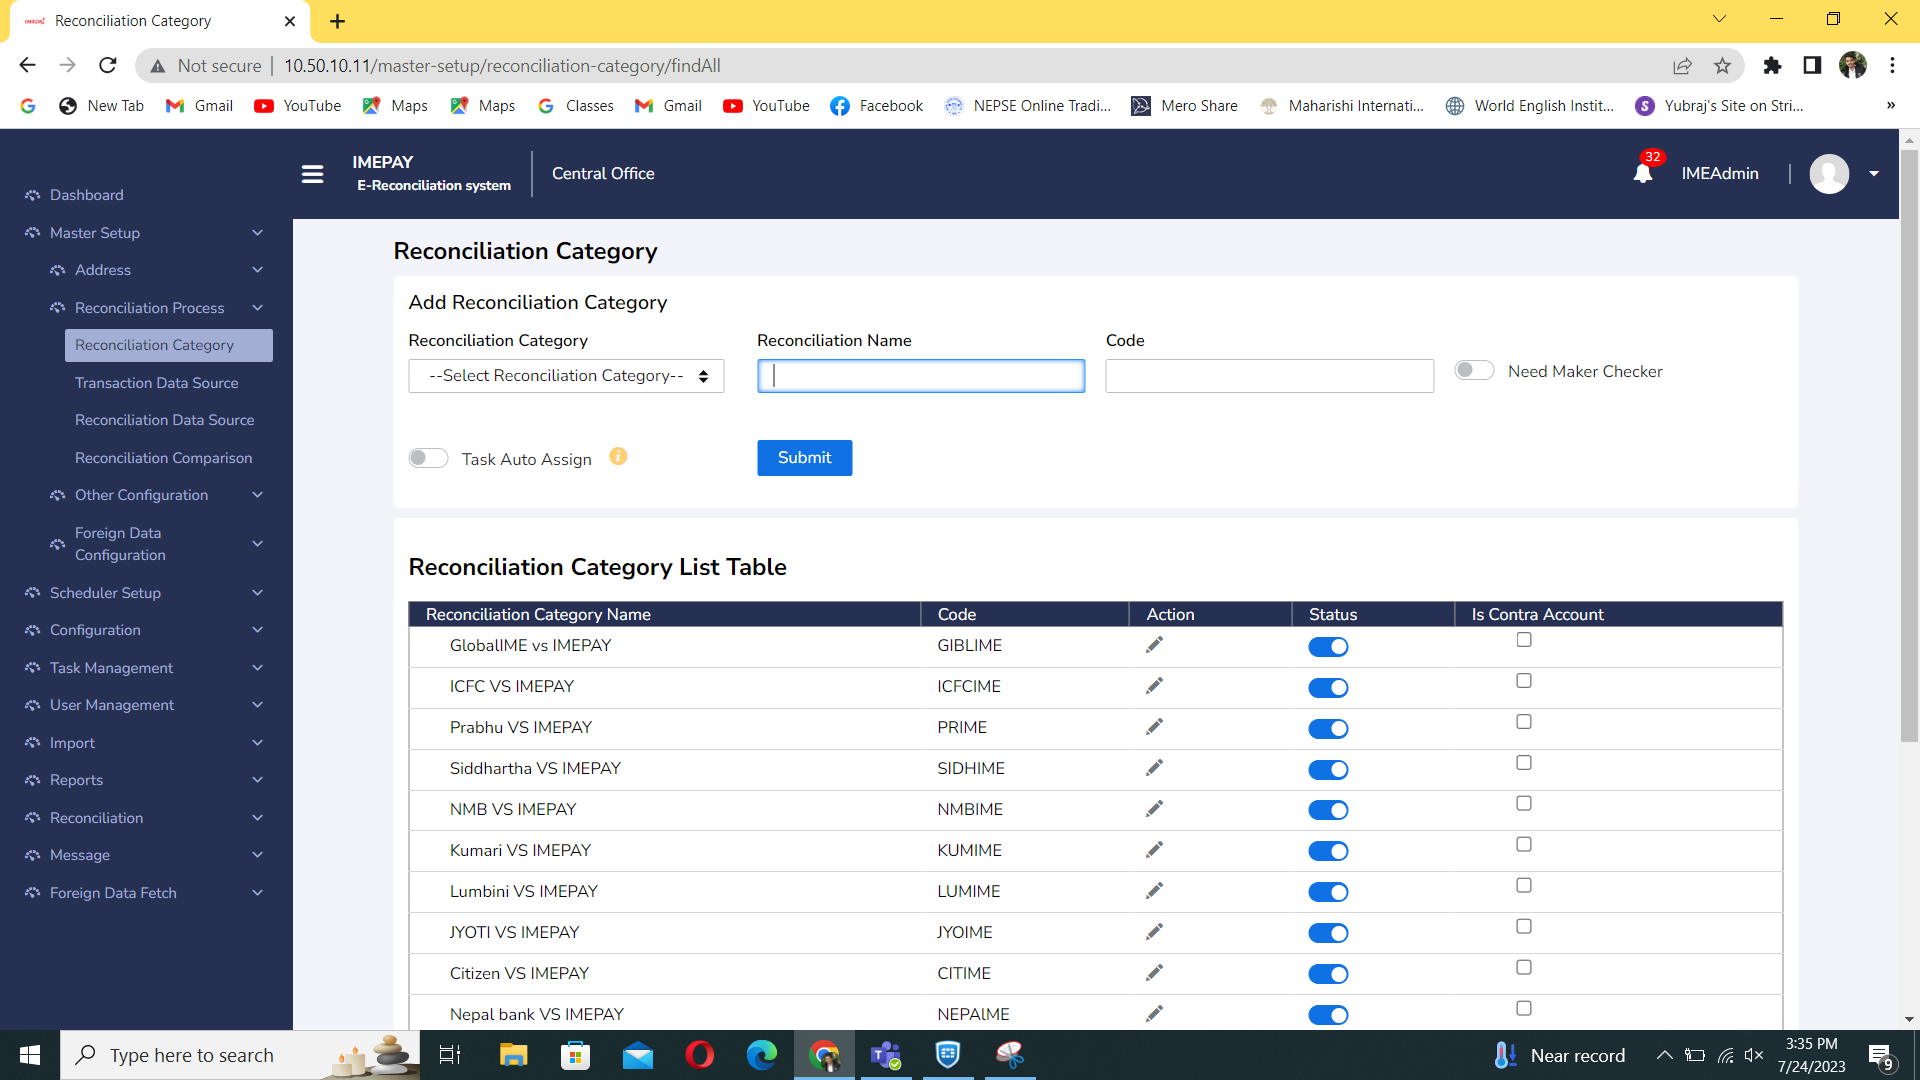 Reconciliation Category
Not secure
10.50.10.11/master-setup/reconciliation-category/findAll
New Tab
Gmail
YouTube
Maps
Maps
Classes
Gmail
YouTube
Facebook
NEPSE Online Tradi...
Mero Share
Maharishi Internati...
World English Instit...
S
Yubraj's Site on Stri...
»
Dashboard
Master Setup
Address
Reconciliation Process
Reconciliation Category
Transaction Data Source
Reconciliation Data Source
Reconciliation Comparison
Other Configuration
Foreign Data
Configuration
Scheduler Setup
Configuration
Task Management
User Management
Import
Reports
Reconciliation
Message
Foreign Data Fetch
IMEPAY
E-Reconciliation system
Central Office
32
IMEAdmin
Reconciliation Category
Add Reconciliation Category
Reconciliation Category
Reconciliation Name
Code
--Select Reconciliation Category--
Need Maker Checker
Task Auto Assign
i
Submit
Reconciliation Category List Table
Reconciliation Category Name Code Action Status Is Contra Account
GlobalIME vs IMEPAY GIBLIME
ICFC VS IMEPAY ICFCIME
Prabhu VS IMEPAY PRIME
Siddhartha VS IMEPAY SIDHIME
NMB VS IMEPAY NMBIME
Kumari VS IMEPAY KUMIME
Lumbini VS IMEPAY LUMIME
JYOTI VS IMEPAY JYOIME
Citizen VS IMEPAY CITIME
Nepal bank VS IMEPAY NEPAlME
Type here to search
Near record
3:35 PM
7/24/2023
9